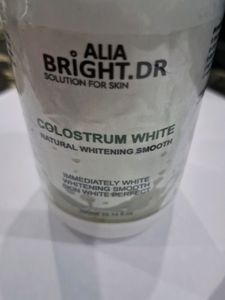 ALIA
BRIGHT.DR
SOLUTION FOR SKIN
COLOSTRUM WHITE
NATURAL WHITENING SMOOTH
IMMEDIATELY WHITE
WHITENING SMOOTH
SKIN WHITE PERFECT